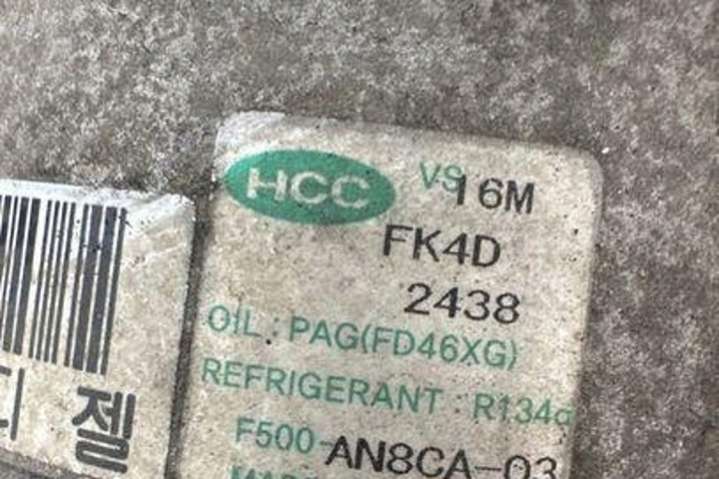 HCC VS16M
FK4D
2438
OIL : PAG(FD46XG)
REFRIGERANT : R134a
F500-AN8CA-03
디젤